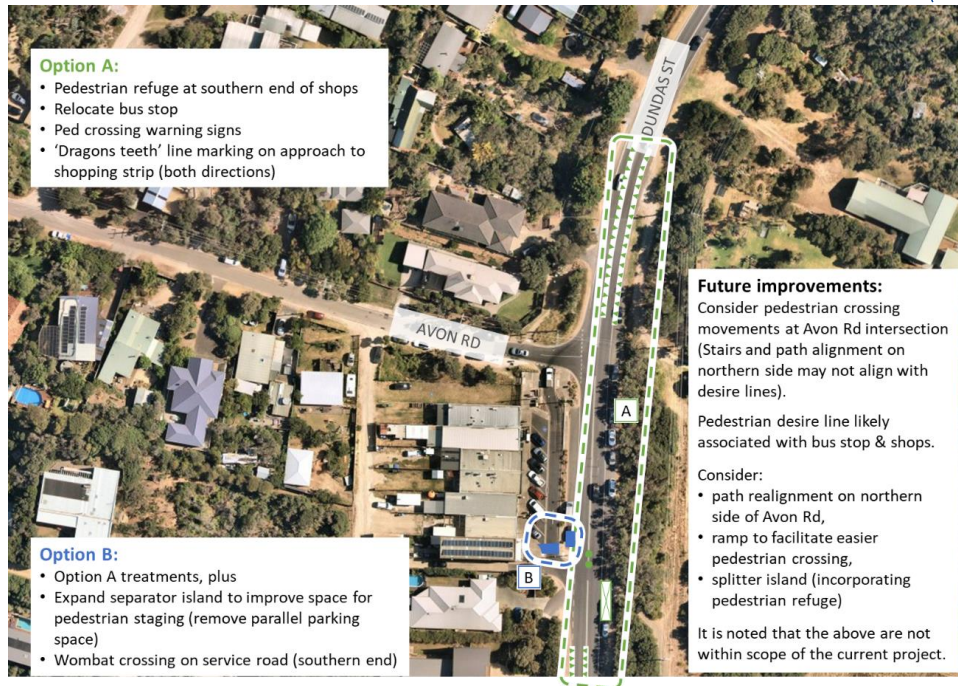 Option A:
• Pedestrian refuge at southern end of shops
• Relocate bus stop
• Ped crossing warning signs
• ‘Dragons teeth’ line marking on approach to
shopping strip (both directions)
DUNDAS ST
AVON RD
A
B
Option B:
• Option A treatments, plus
• Expand separator island to improve space for
pedestrian staging (remove parallel parking
space)
• Wombat crossing on service road (southern end)
Future improvements:
Consider pedestrian crossing
movements at Avon Rd intersection
(Stairs and path alignment on
northern side may not align with
desire lines).
Pedestrian desire line likely
associated with bus stop & shops.
Consider:
• path realignment on northern
side of Avon Rd,
• ramp to facilitate easier
pedestrian crossing,
• splitter island (incorporating
pedestrian refuge)
It is noted that the above are not
within scope of the current project.